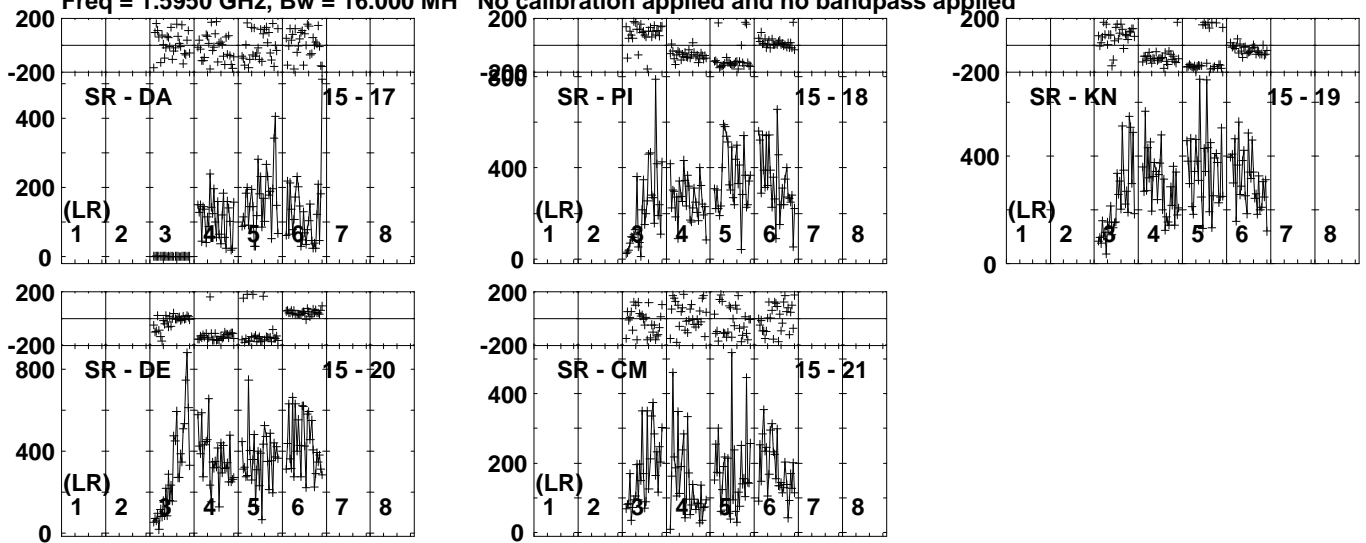 Freq = 1.5950 GHz, Bw = 16.000 MH   No calibration applied and no bandpass applied
200
-200
SR - DA 15 - 17
400
200
(LR)
0
1 2 3 4 5 6 7 8
200
-200
SR - PI 15 - 18
400
(LR)
0
1 2 3 4 5 6 7 8
200
-200
SR - KN 15 - 19
400
(LR)
0
1 2 3 4 5 6 7 8
200
-200
800
SR - DE 15 - 20
400
(LR)
0
1 2 3 4 5 6 7 8
200
-200
SR - CM 15 - 21
400
200
(LR)
0
1 2 3 4 5 6 7 8